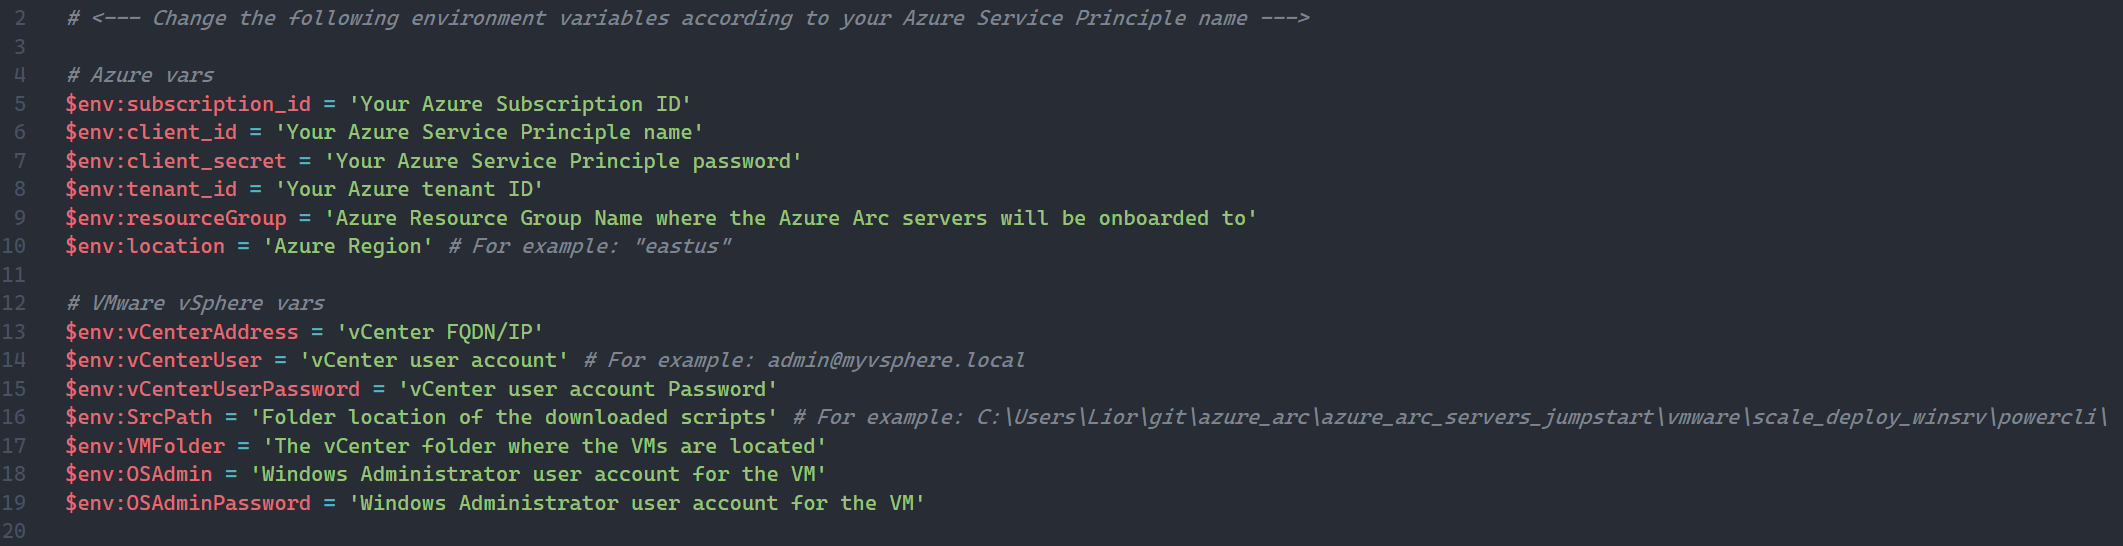 2 # <--- Change the following environment variables according to your Azure Service Principle name --->
3
4 # Azure vars
5 $env:subscription_id = 'Your Azure Subscription ID'
6 $env:client_id = 'Your Azure Service Principle name'
7 $env:client_secret = 'Your Azure Service Principle password'
8 $env:tenant_id = 'Your Azure tenant ID'
9 $env:resourceGroup = 'Azure Resource Group Name where the Azure Arc servers will be onboarded to'
10 $env:location = 'Azure Region' # For example: "eastus"
11
12 # VMware vSphere vars
13 $env:vCenterAddress = 'vCenter FQDN/IP'
14 $env:vCenterUser = 'vCenter user account' # For example: admin@myvsphere.local
15 $env:vCenterUserPassword = 'vCenter user account Password'
16 $env:SrcPath = 'Folder location of the downloaded scripts' # For example: C:\Users\Lior\git\azure_arc\azure_arc_servers_jumpstart\vmware\scale_deploy_winsrv\powercli\
17 $env:VMFolder = 'The vCenter folder where the VMs are located'
18 $env:OSAdmin = 'Windows Administrator user account for the VM'
19 $env:OSAdminPassword = 'Windows Administrator user account for the VM'
20